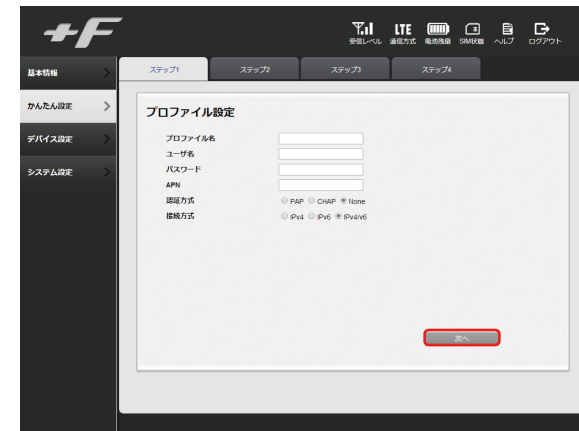 +F
LTE
受信レベル 通信方式 電池残量 SIM状態 ヘルプ ログアウト
基本情報
かんたん設定
デバイス設定
システム設定
ステップ1 ステップ2 ステップ3 ステップ4
プロファイル設定
プロファイル名
ユーザ名
パスワード
APN
認証方式 PAP CHAP None
接続方式 IPv4 IPv6 IPv4/v6
次へ